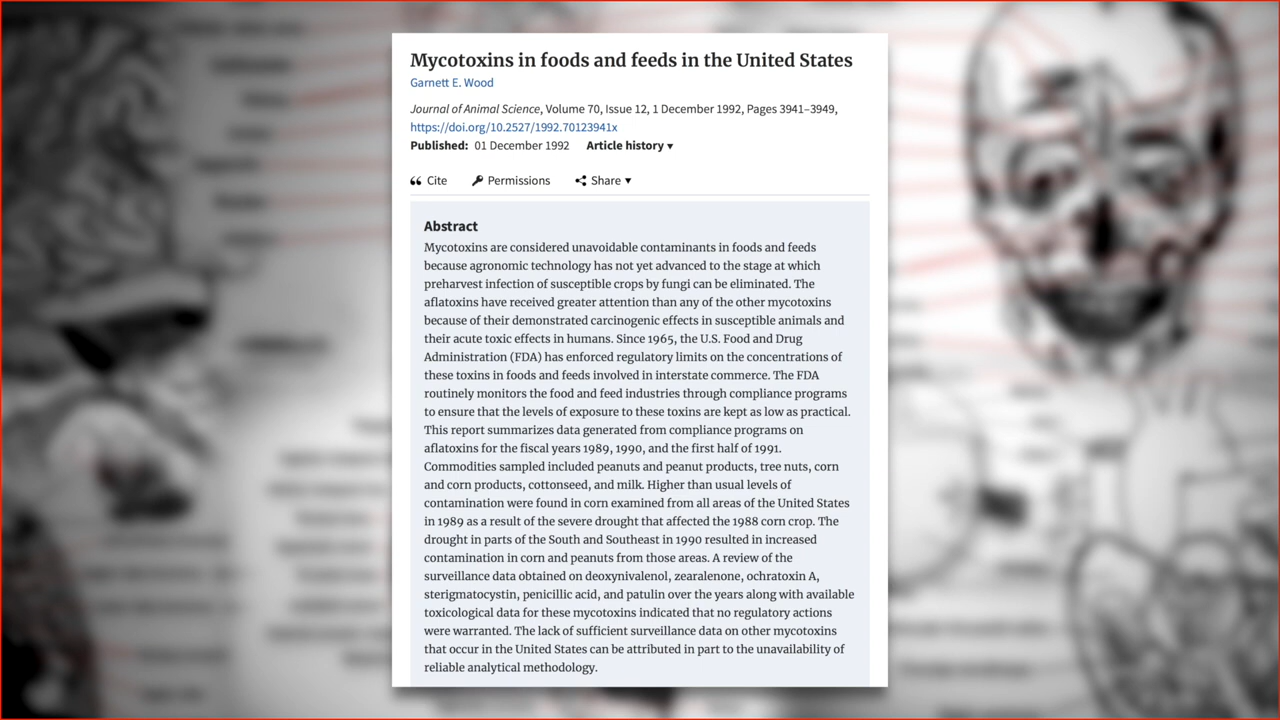 Mycotoxins in foods and feeds in the United States
Garnett E. Wood
Journal of Animal Science, Volume 70, Issue 12, 1 December 1992, Pages 3941–3949,
https://doi.org/10.2527/1992.70123941x
Published: 01 December 1992 Article history ▾
Cite Permissions Share ▾
Abstract
Mycotoxins are considered unavoidable contaminants in foods and feeds
because agronomic technology has not yet advanced to the stage at which
preharvest infection of susceptible crops by fungi can be eliminated. The
aflatoxins have received greater attention than any of the other mycotoxins
because of their demonstrated carcinogenic effects in susceptible animals and
their acute toxic effects in humans. Since 1965, the U.S. Food and Drug
Administration (FDA) has enforced regulatory limits on the concentrations of
these toxins in foods and feeds involved in interstate commerce. The FDA
routinely monitors the food and feed industries through compliance programs
to ensure that the levels of exposure to these toxins are kept as low as practical.
This report summarizes data generated from compliance programs on
aflatoxins for the fiscal years 1989, 1990, and the first half of 1991.
Commodities sampled included peanuts and peanut products, tree nuts, corn
and corn products, cottonseed, and milk. Higher than usual levels of
contamination were found in corn examined from all areas of the United States
in 1989 as a result of the severe drought that affected the 1988 corn crop. The
drought in parts of the South and Southeast in 1990 resulted in increased
contamination in corn and peanuts from those areas. A review of the
surveillance data obtained on deoxynivalenol, zearalenone, ochratoxin A,
sterigmatocystin, penicillic acid, and patulin over the years along with available
toxicological data for these mycotoxins indicated that no regulatory actions
were warranted. The lack of sufficient surveillance data on other mycotoxins
that occur in the United States can be attributed in part to the unavailability of
reliable analytical methodology.